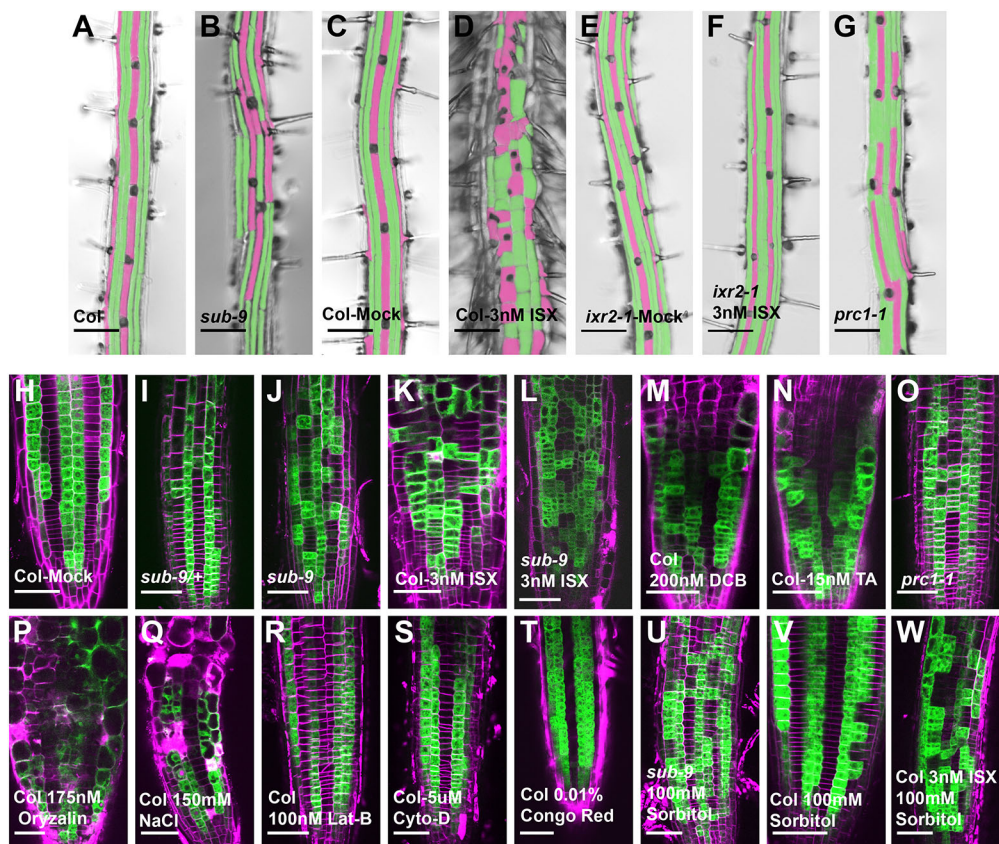 A
B
C
D
E
F
G
Col
sub-9
Col-Mock
Col-3nM ISX
ixr2-1-Mock
ixr2-1
3nM ISX
prc1-1
H
I
J
K
L
M
N
O
Col-Mock
sub-9/+
sub-9
Col-3nM ISX
sub-9
3nM ISX
Col
200nM DCB
Col-15nM TA
prc1-1
P
Q
R
S
T
U
V
W
Col 175nM
Oryzalin
Col 150mM
NaCl
Col
100nM Lat-B
Col-5uM
Cyto-D
Col 0.01%
Congo Red
sub-9
100mM
Sorbitol
Col 100mM
Sorbitol
Col 3nM ISX
100mM
Sorbitol